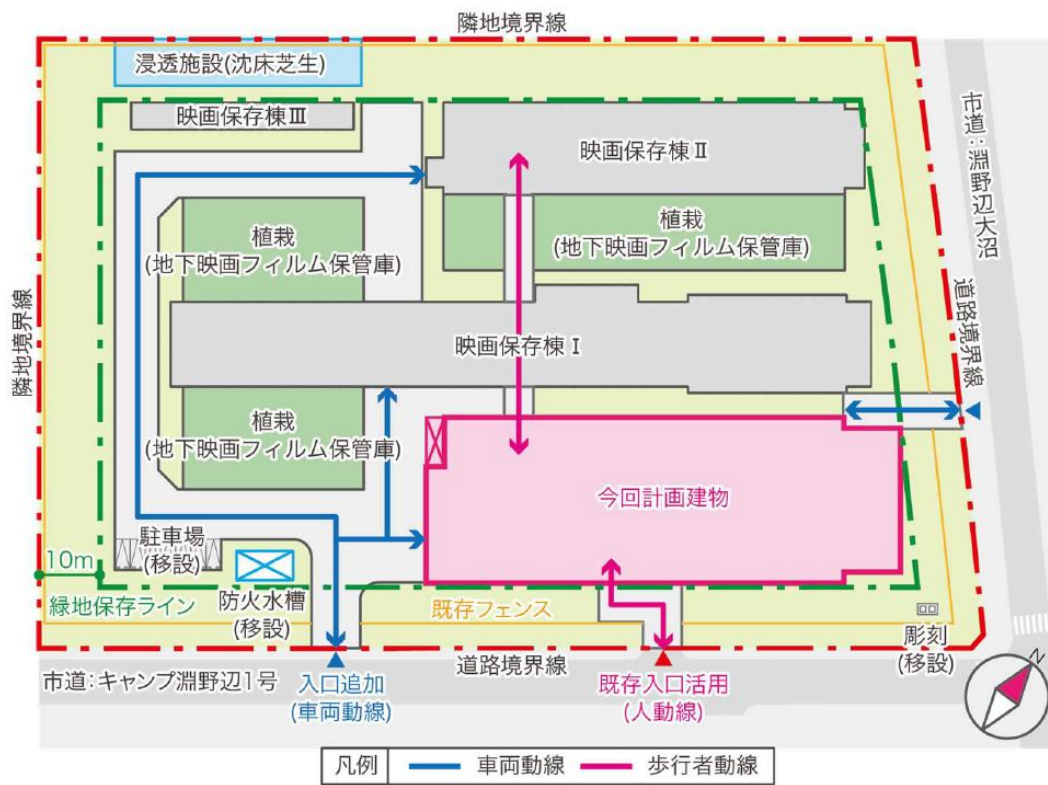 隣地境界線
浸透施設(沈床芝生)
映画保存棟Ⅲ
映画保存棟Ⅱ
市道:淵野辺大沼
植栽
(地下映画フィルム保管庫)
植栽
(地下映画フィルム保管庫)
隣地境界線
映画保存棟Ⅰ
道路境界線
植栽
(地下映画フィルム保管庫)
今回計画建物
駐車場
(移設)
10m
緑地保存ライン
防火水槽
(移設)
既存フェンス
彫刻
(移設)
市道:キャンプ淵野辺1号
入口追加
(車両動線)
道路境界線
既存入口活用
(人動線)
N
凡例
車両動線
歩行者動線